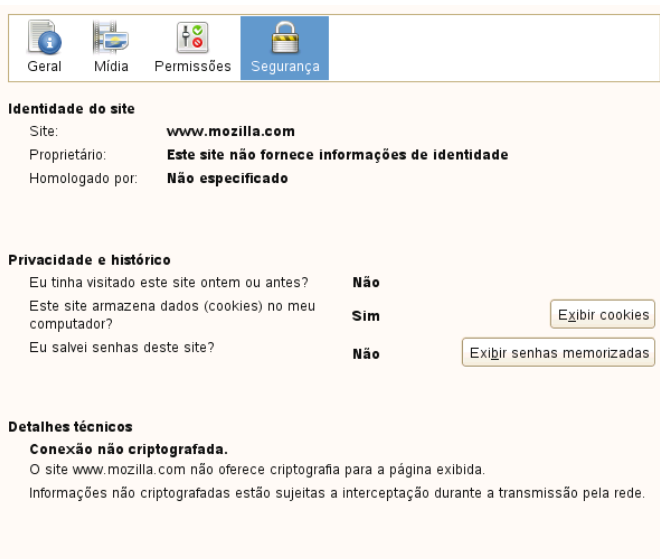 Geral Mídia Permissões Segurança
Identidade do site
Site: www.mozilla.com
Proprietário: Este site não fornece informações de identidade
Homologado por: Não especificado
Privacidade e histórico
Eu tinha visitado este site ontem ou antes? Não
Este site armazena dados (cookies) no meu
computador? Sim Exibir cookies
Eu salvei senhas deste site? Não Exibir senhas memorizadas
Detalhes técnicos
Conexão não criptografada.
O site www.mozilla.com não oferece criptografia para a página exibida.
Informações não criptografadas estão sujeitas a interceptação durante a transmissão pela rede.